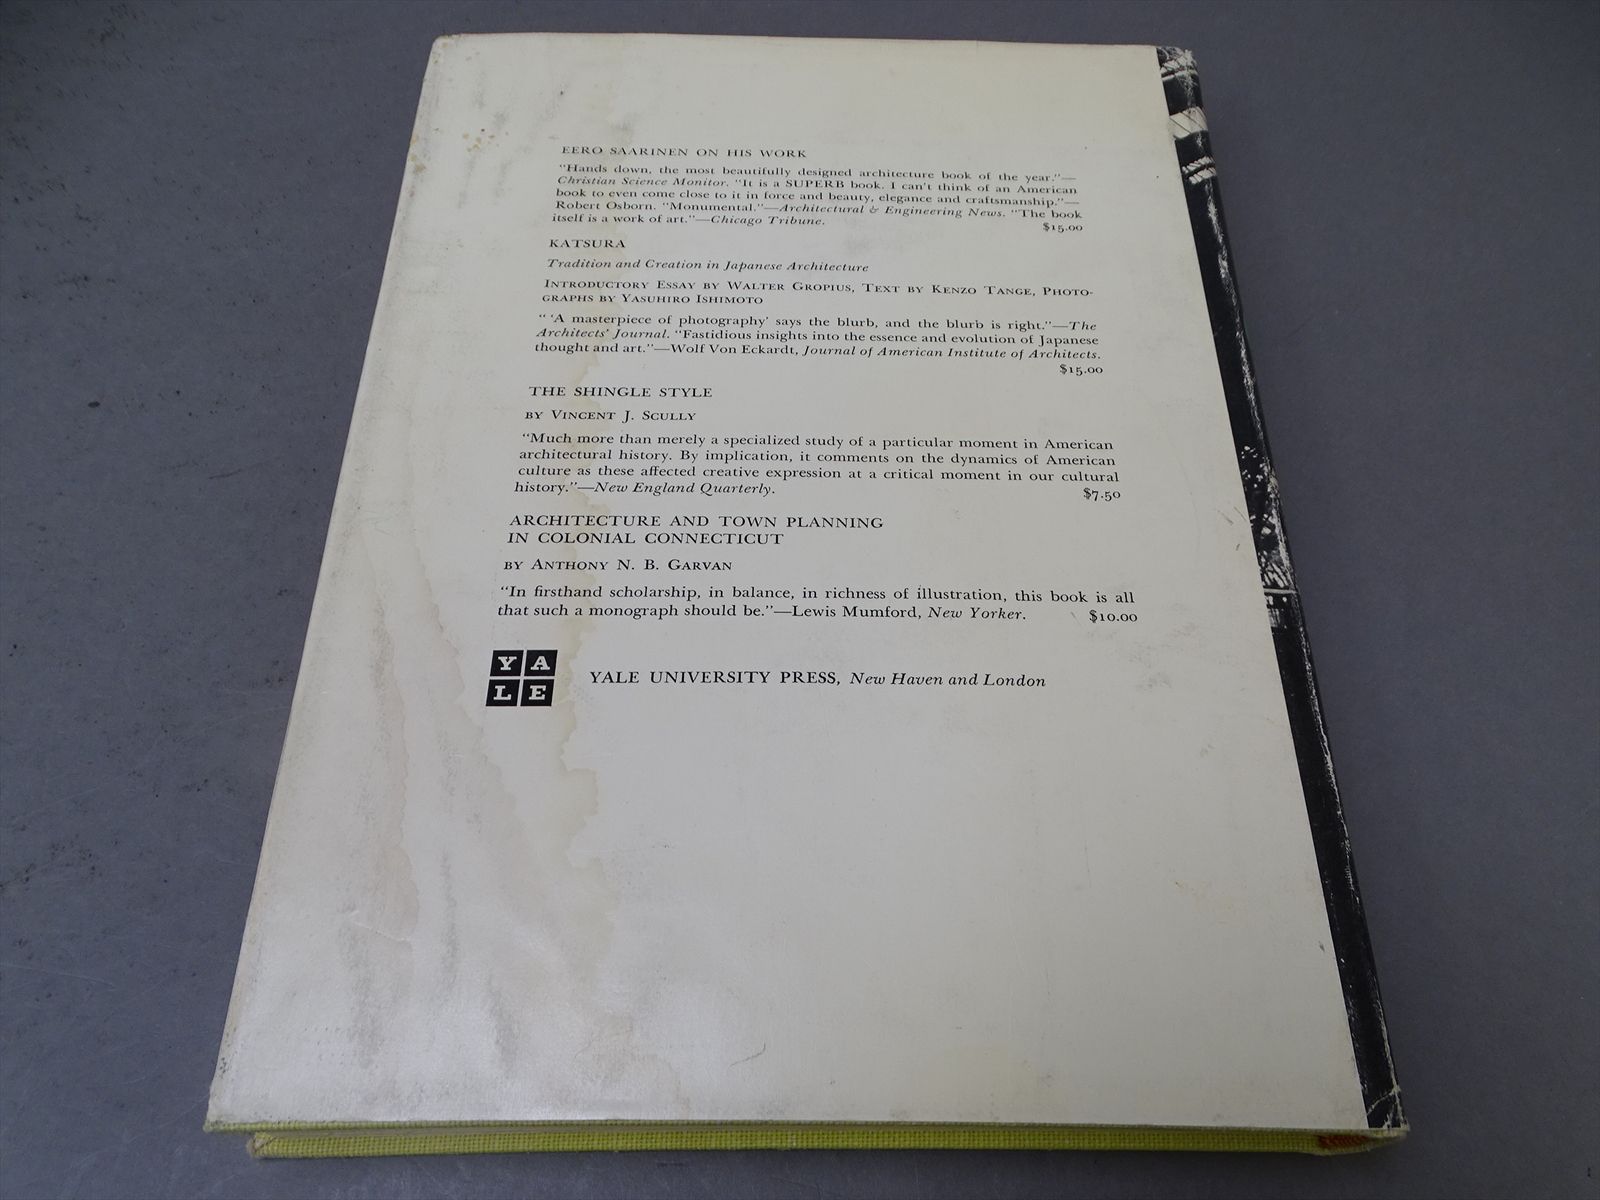 EERO SAARINEN ON HIS WORK
"Hands down, the most beautifully designed architecture book of the year."—
Christian Science Monitor. "It is a SUPERB book. I can't think of an American
book to even come close to it in force and beauty, elegance and craftsmanship."—
Robert Osborn. "Monumental."—Architectural & Engineering News. "The book
itself is a work of art."—Chicago Tribune. $15.00
KATSURA
Tradition and Creation in Japanese Architecture
INTRODUCTORY ESSAY BY WALTER GROPIUS, TEXT BY KENZO TANGE, PHOTO-
GRAPHS BY YASUHIRO ISHIMOTO
" 'A masterpiece of photography' says the blurb, and the blurb is right."—The
Architects' Journal. "Fastidious insights into the essence and evolution of Japanese
thought and art."—Wolf Von Eckardt, Journal of American Institute of Architects.
$15.00
THE SHINGLE STYLE
BY VINCENT J. SCULLY
"Much more than merely a specialized study of a particular moment in American
architectural history. By implication, it comments on the dynamics of American
culture as these affected creative expression at a critical moment in our cultural
history."—New England Quarterly. $7.50
ARCHITECTURE AND TOWN PLANNING
IN COLONIAL CONNECTICUT
BY ANTHONY N. B. GARVAN
"In firsthand scholarship, in balance, in richness of illustration, this book is all
that such a monograph should be."—Lewis Mumford, New Yorker. $10.00
YA
LE
YALE UNIVERSITY PRESS, New Haven and London